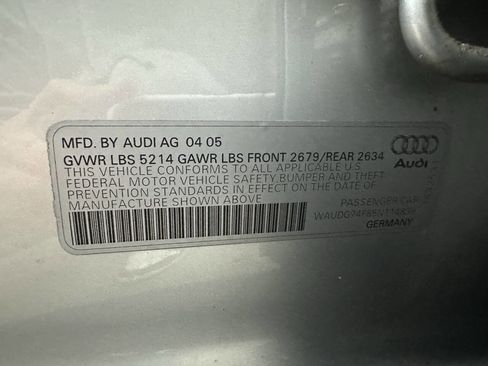 MFD. BY AUDI AG 04 05
GVWR LBS 5214 GAWR LBS FRONT 2679/REAR 2634
THIS VEHICLE CONFORMS TO ALL APPLICABLE U.S.
FEDERAL MOTOR VEHICLE SAFETY, BUMPER AND THEFT
PREVENTION STANDARDS IN EFFECT ON THE DATE OF
MANUFACTURE SHOWN ABOVE
Audi
PASSENGER CAR
GERMANY